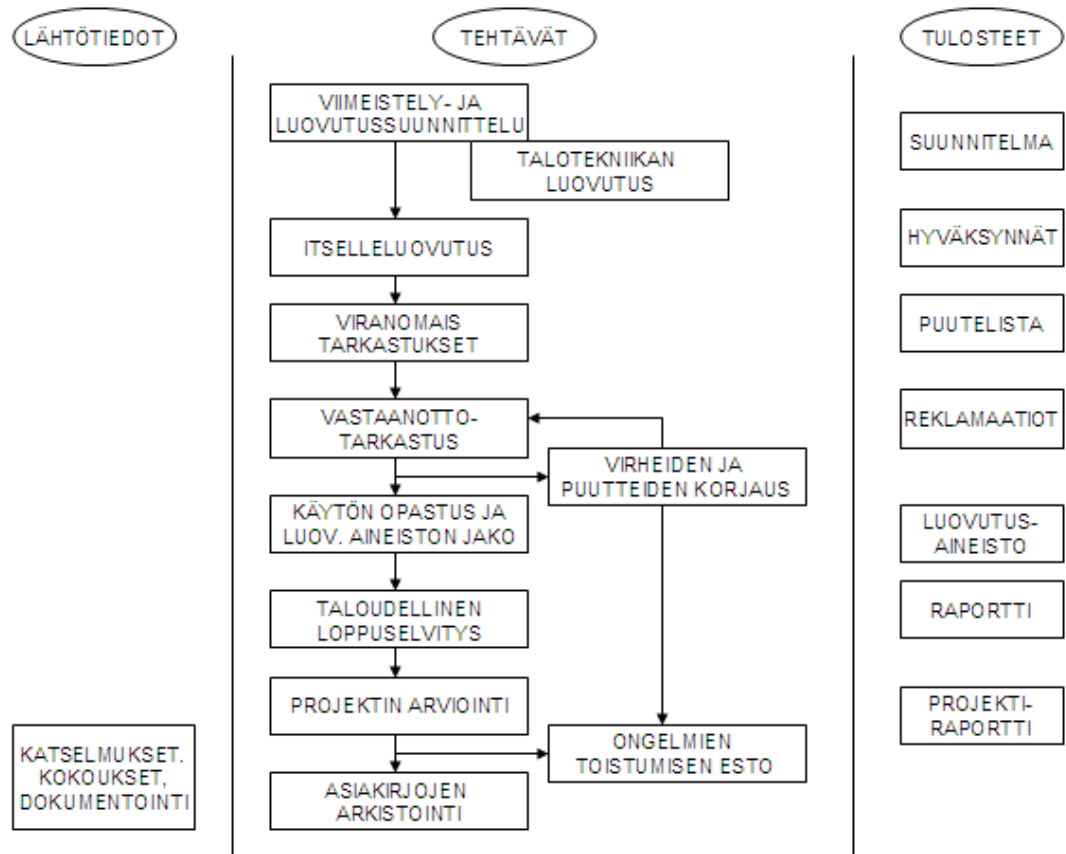 LÄHTÖTIEDOT
TEHTÄVÄT
TULOSTEET
VIIMEISTELY- JA
LUOVUTUSSUUNNITTELU
TALOTEKNIIKAN
LUOVUTUS
ITSELLELUOVUTUS
VIRANOMAIS
TARKASTUKSET
VASTAANOTTO-
TARKASTUS
VIRHEIDEN JA
PUUTTEIDEN KORJAUS
KÄYTÖN OPASTUS JA
LUOV. AINEISTON JAKO
TALOUDELLINEN
LOPPUSELVITYS
PROJEKTIN ARVIOINTI
ONGELMIEN
TOISTUMISEN ESTO
ASIAKIRJOJEN
ARKISTOINTI
KATSELMUKSET.
KOKOUKSET,
DOKUMENTOINTI
SUUNNITELMA
HYVÄKSYNNÄT
PUUTELISTA
REKLAMAATIOT
LUOVUTUS-
AINEISTO
RAPORTTI
PROJEKTI-
RAPORTTI